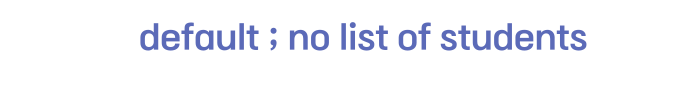 default ; no list of students